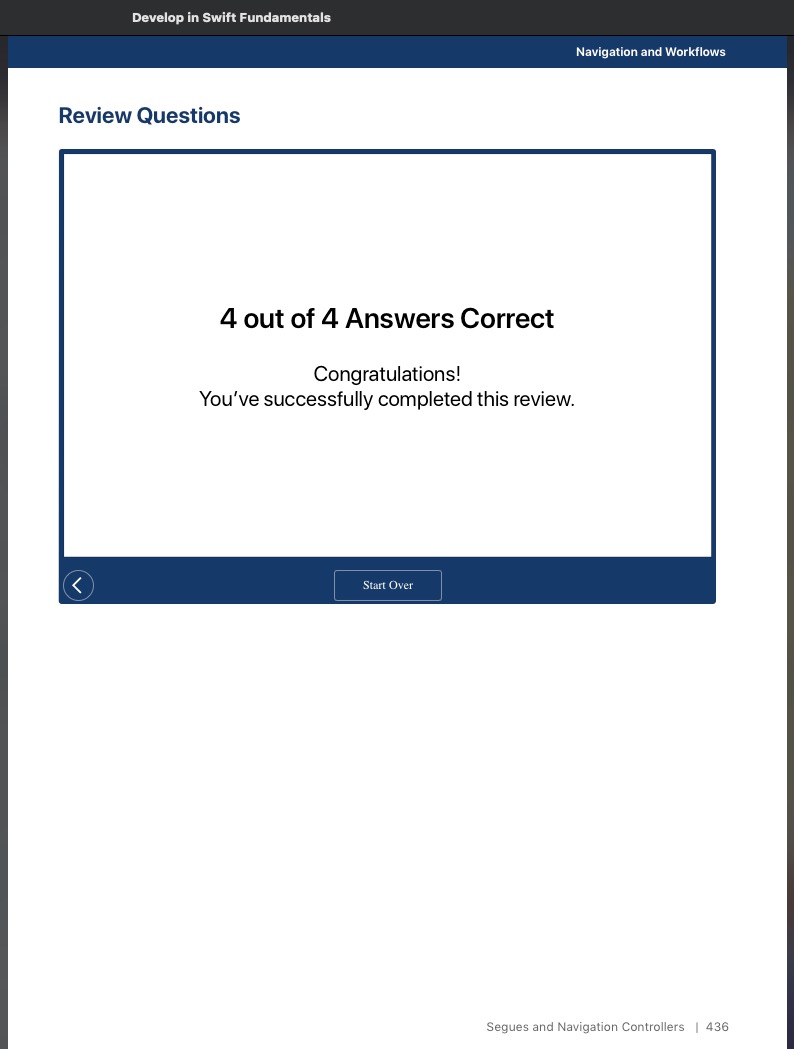 Develop in Swift Fundamentals
Navigation and Workflows
Review Questions
4 out of 4 Answers Correct
Congratulations!
You’ve successfully completed this review.
Start Over
Segues and Navigation Controllers | 436